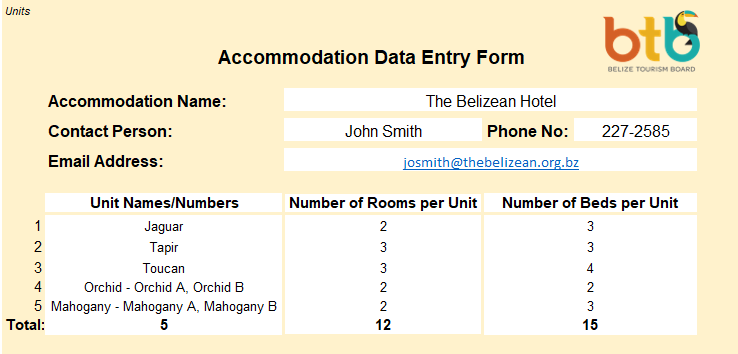 Units
btb
BELIZE TOURISM BOARD
Accommodation Data Entry Form
Accommodation Name: The Belizean Hotel
Contact Person: John Smith Phone No: 227-2585
Email Address: josmith@thebelizean.org.bz
Unit Names/Numbers Number of Rooms per Unit Number of Beds per Unit
1 Jaguar 2 3
2 Tapir 3 3
3 Toucan 3 4
4 Orchid - Orchid A, Orchid B 2 2
5 Mahogany - Mahogany A, Mahogany B 2 3
Total: 5 12 15